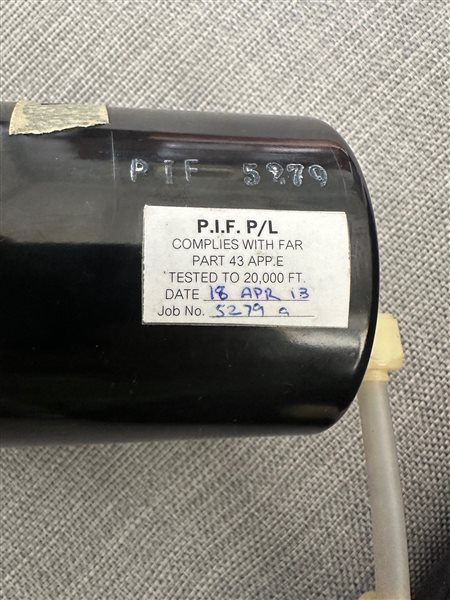 PIF 5279
P.I.F. P/L
COMPLIES WITH FAR
PART 43 APP.E
TESTED TO 20,000 FT.
DATE 18 APR 13
Job No. 5279 a